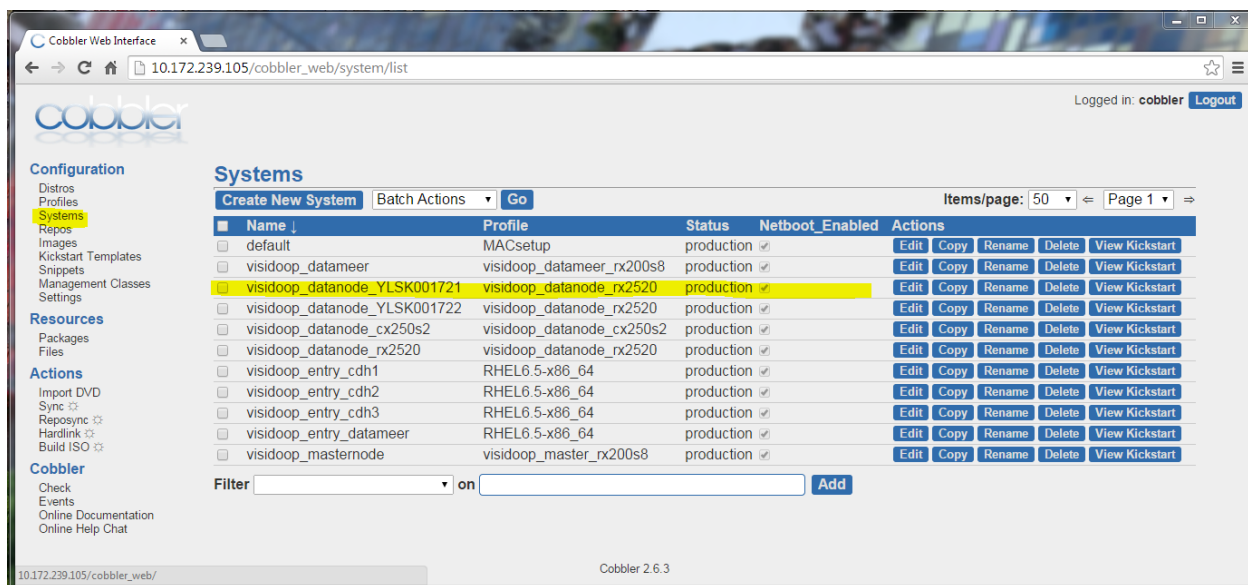 Cobbler Web Interface
10.172.239.105/cobbler_web/system/list
Logged in: cobbler Logout
cobbler
Configuration
Distros
Profiles
Systems
Repos
Images
Kickstart Templates
Snippets
Management Classes
Settings
Resources
Packages
Files
Actions
Import DVD
Sync
Reposync
Hardlink
Build ISO
Cobbler
Check
Events
Online Documentation
Online Help Chat
Systems
Create New System Batch Actions Go Items/page: 50 Page 1
Name ↓ Profile Status Netboot_Enabled Actions
default MACsetup production Edit Copy Rename Delete View Kickstart
visidoop_datameer visidoop_datameer_rx200s8 production Edit Copy Rename Delete View Kickstart
visidoop_datanode_YLSK001721 visidoop_datanode_rx2520 production Edit Copy Rename Delete View Kickstart
visidoop_datanode_YLSK001722 visidoop_datanode_rx2520 production Edit Copy Rename Delete View Kickstart
visidoop_datanode_cx250s2 visidoop_datanode_cx250s2 production Edit Copy Rename Delete View Kickstart
visidoop_datanode_rx2520 visidoop_datanode_rx2520 production Edit Copy Rename Delete View Kickstart
visidoop_entry_cdh1 RHEL6.5-x86_64 production Edit Copy Rename Delete View Kickstart
visidoop_entry_cdh2 RHEL6.5-x86_64 production Edit Copy Rename Delete View Kickstart
visidoop_entry_cdh3 RHEL6.5-x86_64 production Edit Copy Rename Delete View Kickstart
visidoop_entry_datameer RHEL6.5-x86_64 production Edit Copy Rename Delete View Kickstart
visidoop_masternode visidoop_master_rx200s8 production Edit Copy Rename Delete View Kickstart
Filter on Add
Cobbler 2.6.3
10.172.239.105/cobbler_web/